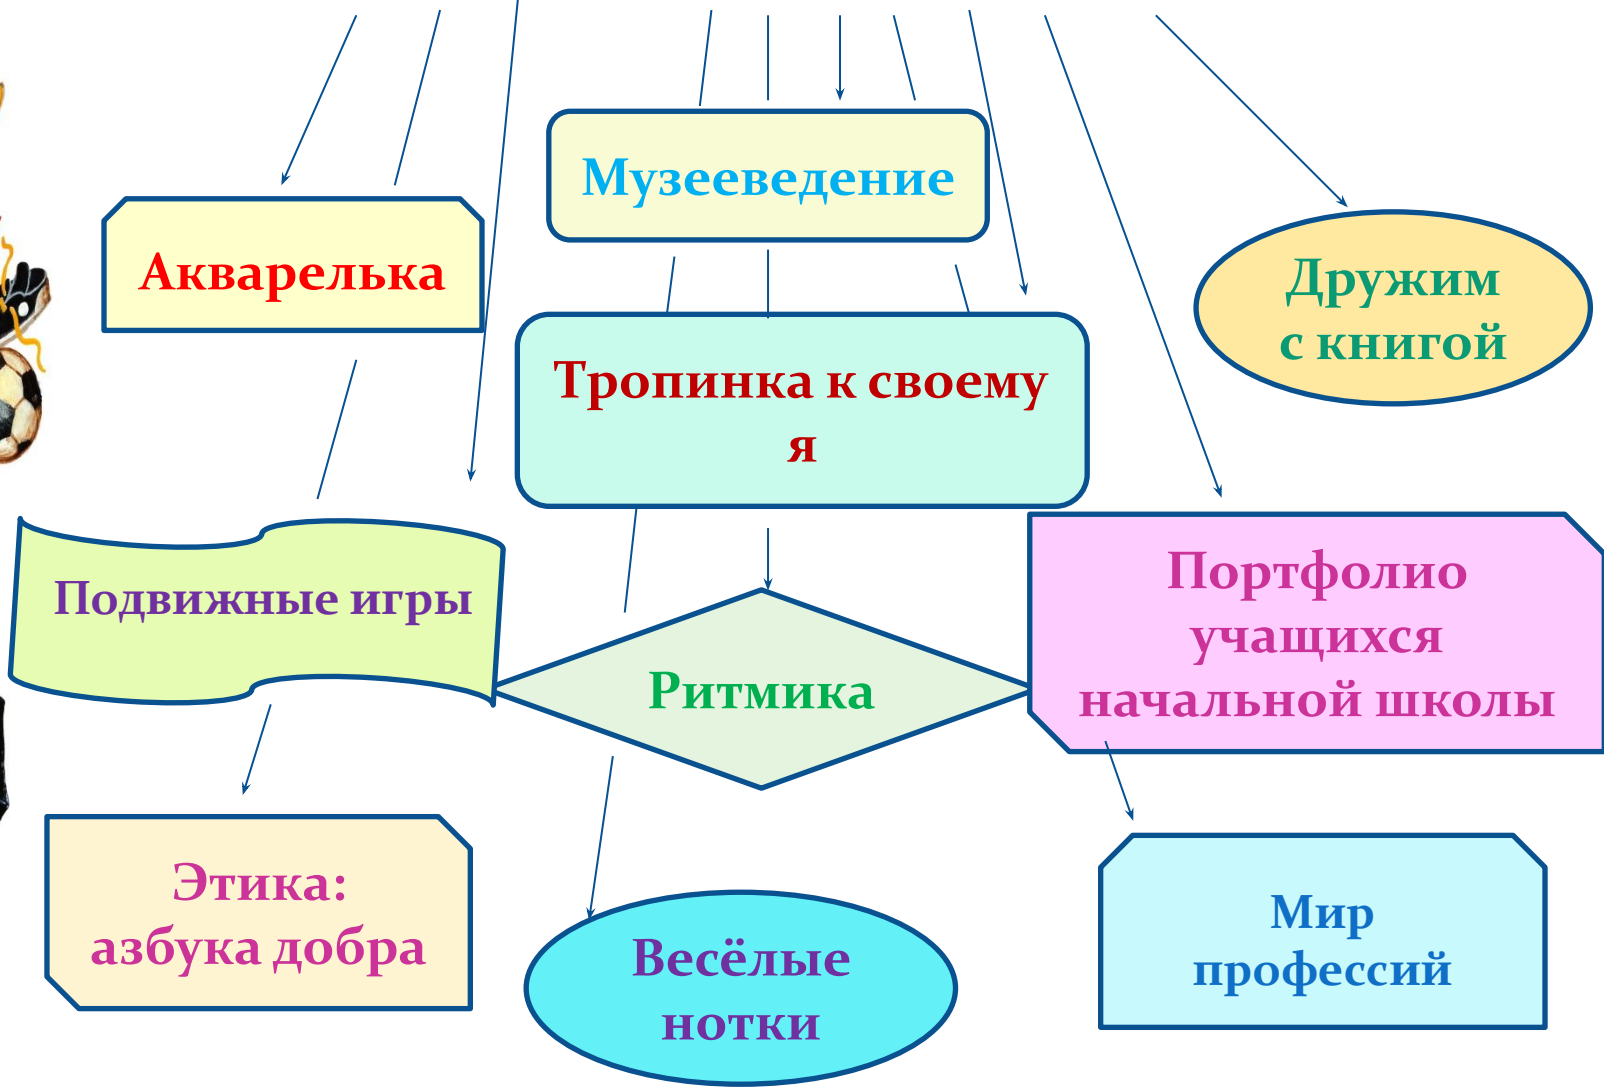 Музееведение
Акварелька
Дружим
с книгой
Тропинка к своему
я
Подвижные игры
Портфолио
учащихся
начальной школы
Ритмика
Этика:
азбука добра
Весёлые
нотки
Мир
профессий